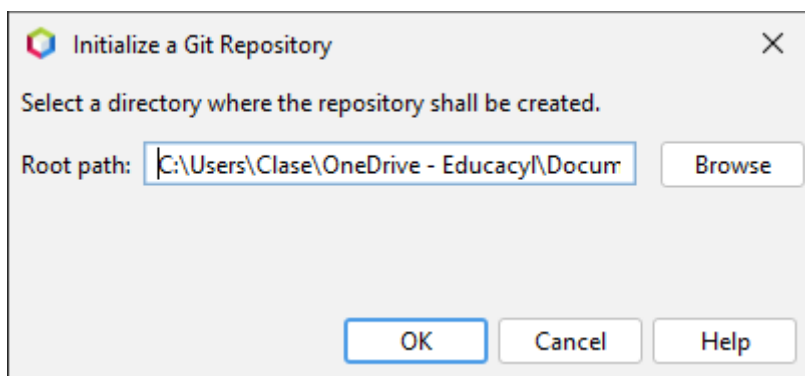 Initialize a Git Repository
Select a directory where the repository shall be created.
Root path: C:\Users\Clase\OneDrive - Educacyl\Docum Browse
OK Cancel Help